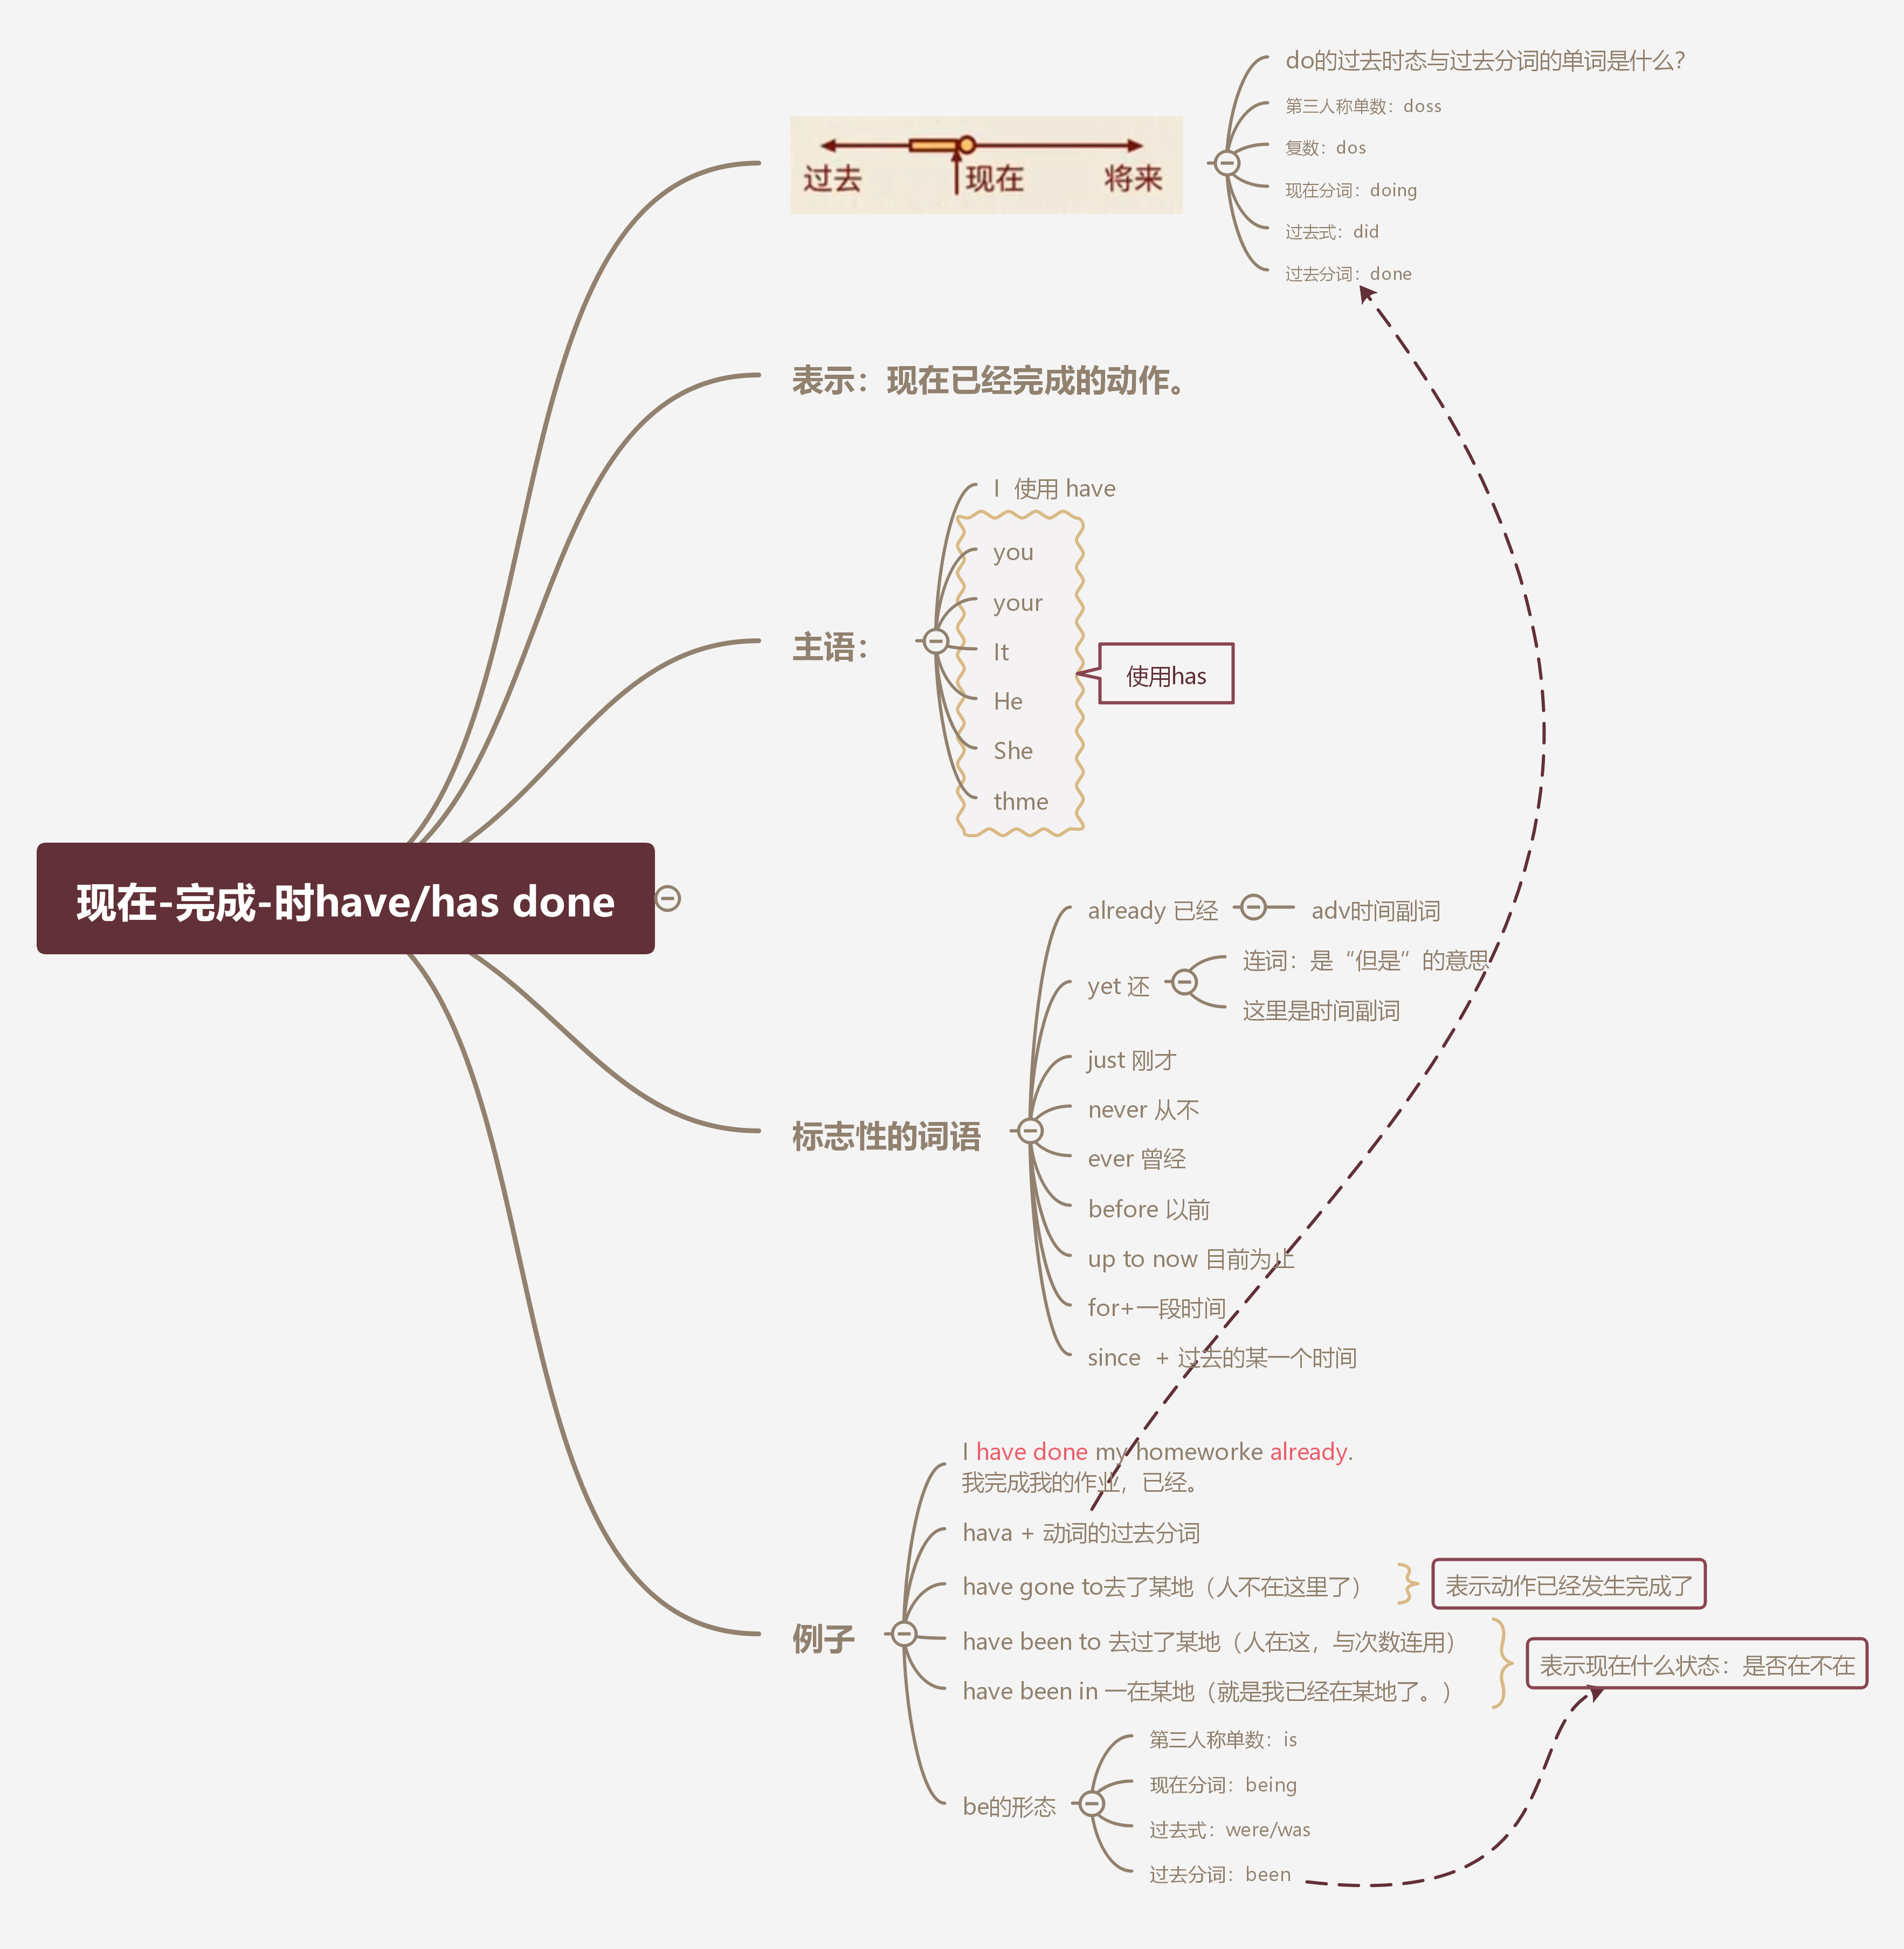 现在-完成-时have/has done
过去
现在
将来
do的过去时态与过去分词的单词是什么？
第三人称单数：doss
复数：dos
现在分词：doing
过去式：did
过去分词：done
表示：现在已经完成的动作。
主语：
I  使用 have
you
your
It
He
She
thme
使用has
标志性的词语
already 已经
adv时间副词
yet 还
连词：是“但是”的意思
这里是时间副词
just 刚才
never 从不
ever 曾经
before 以前
up to now 目前为止
for+一段时间
since  + 过去的某一个时间
例子
I have done my homeworke already.
我完成我的作业，已经。
hava + 动词的过去分词
have gone to去了某地（人不在这里了）
表示动作已经发生完成了
have been to 去过了某地（人在这，与次数连用）
have been in 一在某地（就是我已经在某地了。）
表示现在什么状态：是否在不在
be的形态
第三人称单数：is
现在分词：being
过去式：were/was
过去分词：been